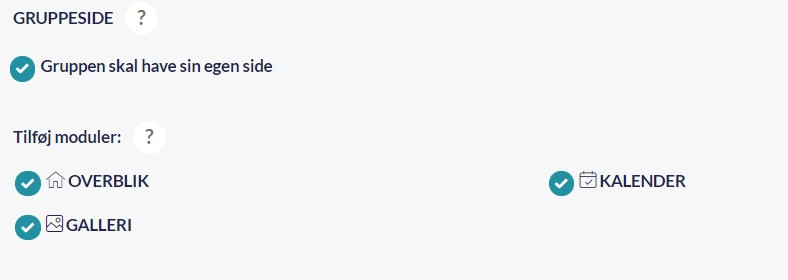 GRUPPESIDE ?
Gruppen skal have sin egen side
Tilføj moduler: ?
OVERBLIK KALENDER
GALLERI